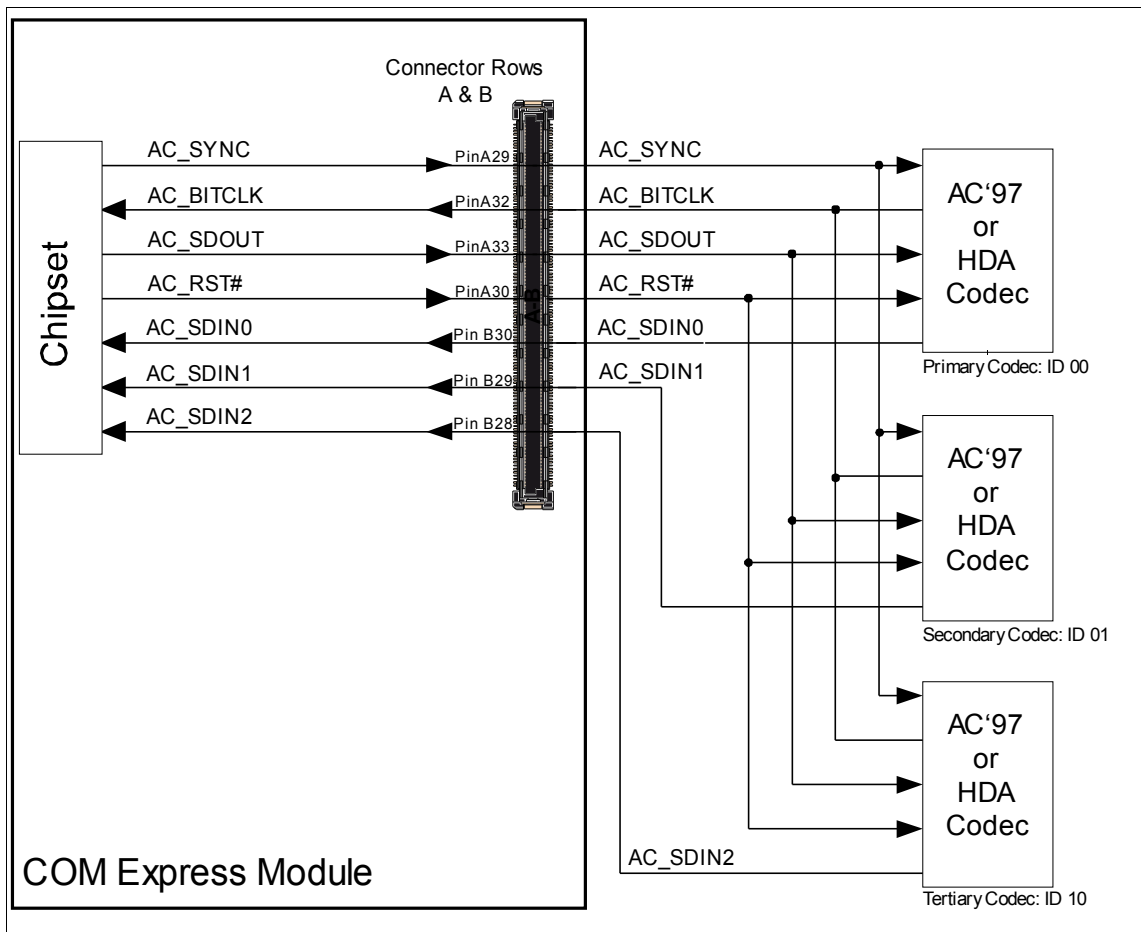 Connector Rows
A & B
Chipset
AC_SYNC
PinA29
AC_SYNC
AC_BITCLK
PinA32
AC_BITCLK
AC_SDOUT
PinA33
AC_SDOUT
AC_RST#
PinA30
AC_RST#
AC_SDIN0
Pin B30
AC_SDIN0
AC_SDIN1
Pin B29
AC_SDIN1
AC_SDIN2
Pin B28
A-B
AC‘97
or
HDA
Codec
Primary Codec: ID 00
AC‘97
or
HDA
Codec
Secondary Codec: ID 01
AC‘97
or
HDA
Codec
AC_SDIN2
Tertiary Codec: ID 10
COM Express Module